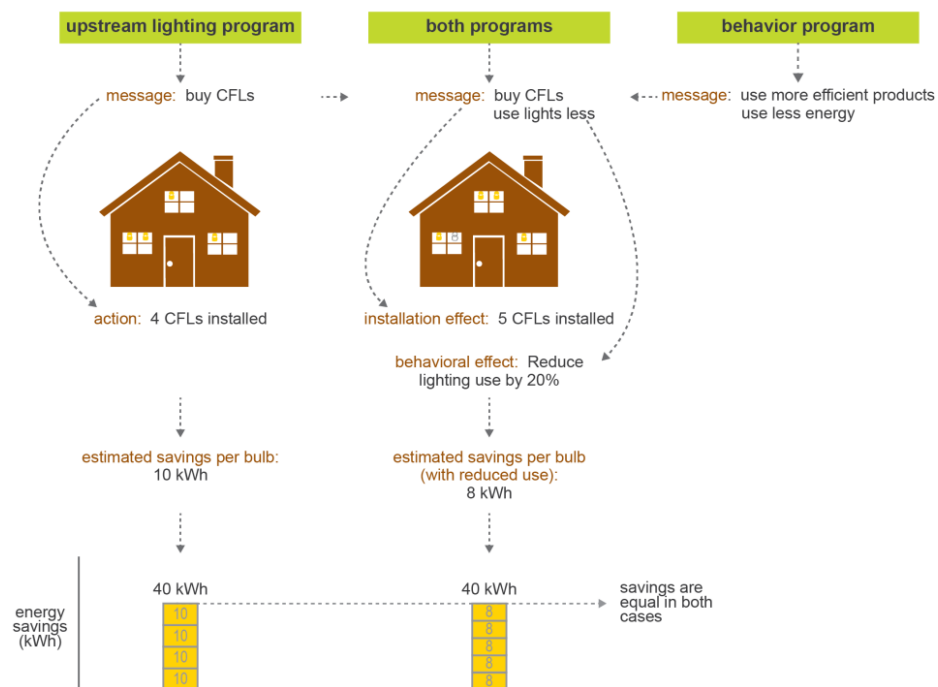 upstream lighting program
both programs
behavior program
message: buy CFLs
message: buy CFLs
use lights less
message: use more efficient products
use less energy
action: 4 CFLs installed
installation effect: 5 CFLs installed
behavioral effect: Reduce
lighting use by 20%
estimated savings per bulb:
10 kWh
estimated savings per bulb
(with reduced use):
8 kWh
energy
savings
(kWh)
40 kWh
10
10
10
10
40 kWh
8
8
8
8
8
savings are
equal in both
cases